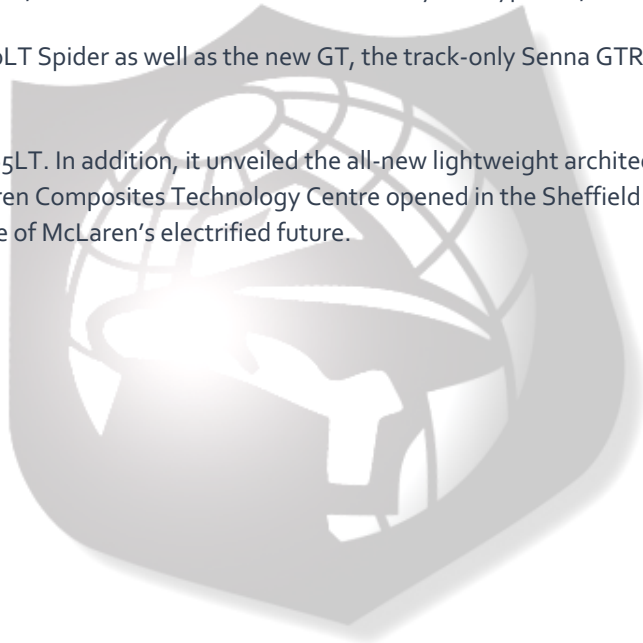 LT Spider as well as the new GT, the track-only Senna GTR
5LT. In addition, it unveiled the all-new lightweight
ren Composites Technology Centre opened in the Sheffield
e of McLaren's electrified future.